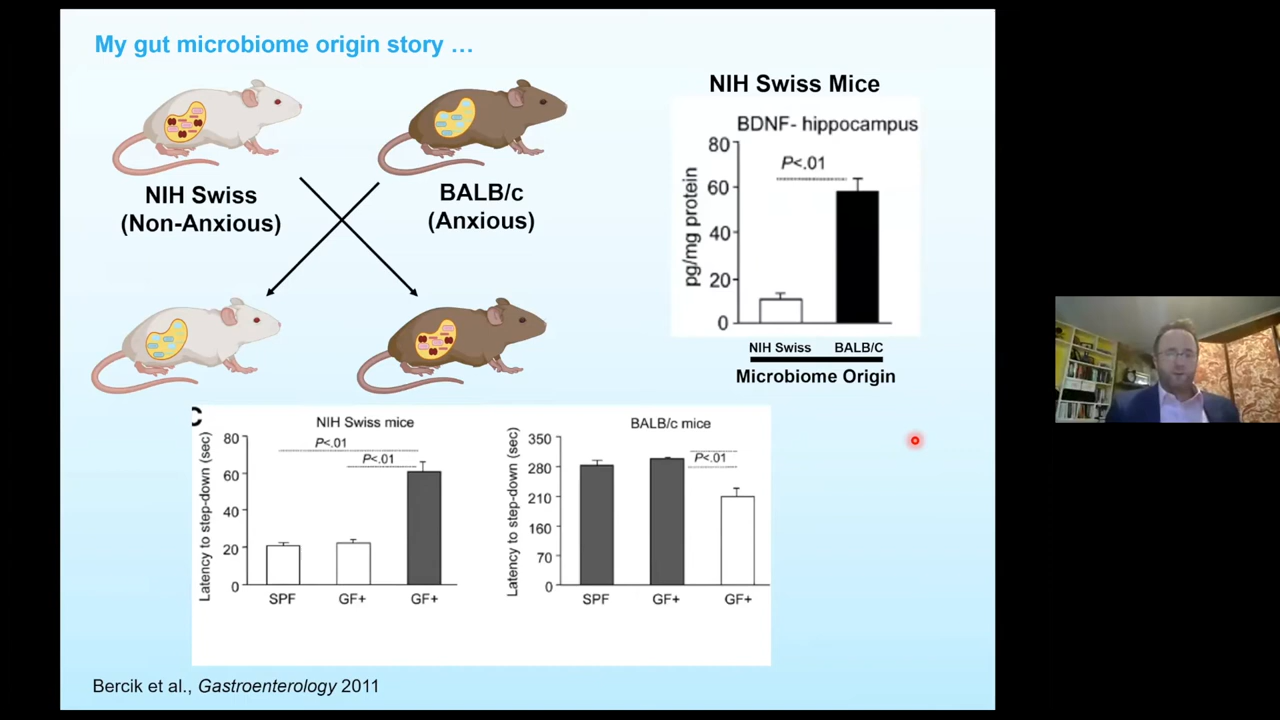 My gut microbiome origin story …
NIH Swiss
(Non-Anxious)
BALB/c
(Anxious)
NIH Swiss Mice
BDNF- hippocampus
80
60
40
20
0
pg/mg protein
P<.01
NIH Swiss
BALB/C
Microbiome Origin
C
NIH Swiss mice
Latency to step-down (sec)
80
60
40
20
0
P<.01
P<.01
SPF
GF+
GF+
BALB/c mice
Latency to step-down (sec)
350
280
210
160
70
0
P<.01
SPF
GF+
GF+
Bercik et al., Gastroenterology 2011